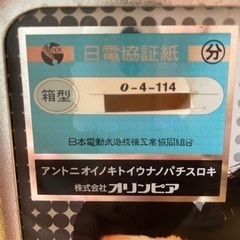 日電協証紙 分
箱型 0-4-114
日本電動式遊技機工業協同組合
アントニオイノキトイウナノパチスロキ
株式会社オリンピア